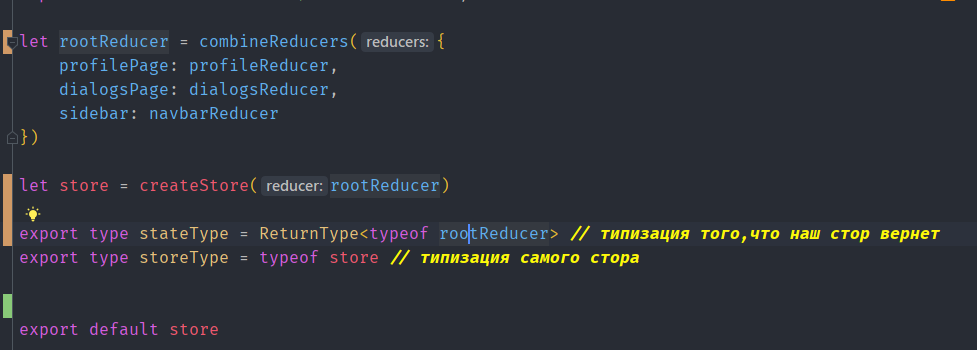 let rootReducer = combineReducers( reducers: {
    profilePage: profileReducer,
    dialogsPage: dialogsReducer,
    sidebar: navbarReducer
})
let store = createStore( reducer: rootReducer)
export type stateType = ReturnType<typeof rootReducer> // типизация того,что наш стор вернет
export type storeType = typeof store // типизация самого стора
export default store